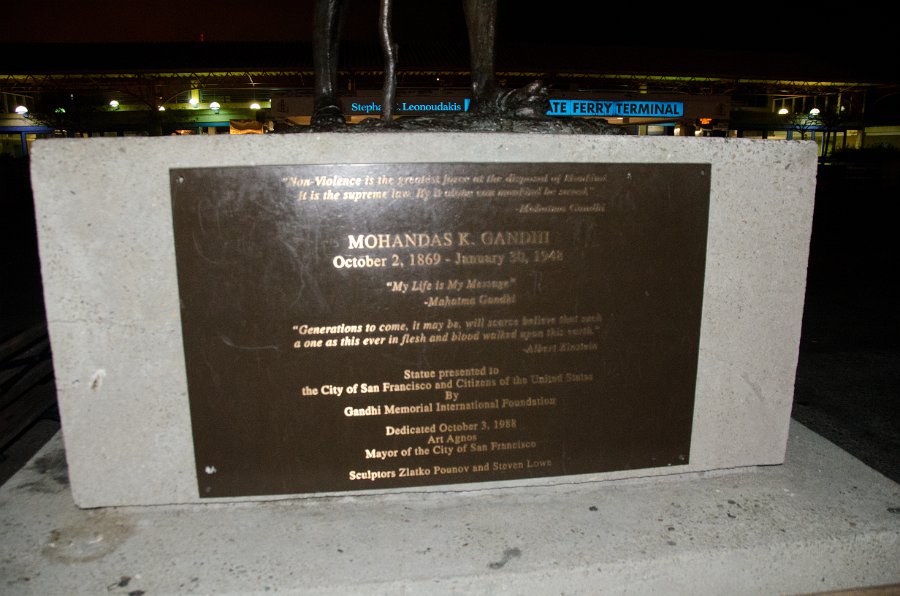 Stepha Leonoudakis
ATE FERRY TERMINAL
"Non-Violence is the greatest force at the disposal of Mankind.
it is the supreme law. By it alone can mankind be saved."
-Mahatma Gandhi
MOHANDAS K. GANDHI
October 2, 1869 - January 30, 1948
"My Life is My Message"
-Mahatma Gandhi
"Generations to come, it may be, will scarce believe that such
a one as this ever in flesh and blood walked upon this earth."
-Albert Einstein
Statue presented to
the City of San Francisco and Citizens of the United States
By
Gandhi Memorial International Foundation
Dedicated October 3, 1988
Art Agnos
Mayor of the City of San Francisco
Sculptors Zlatko Pounov and Steven Lowe